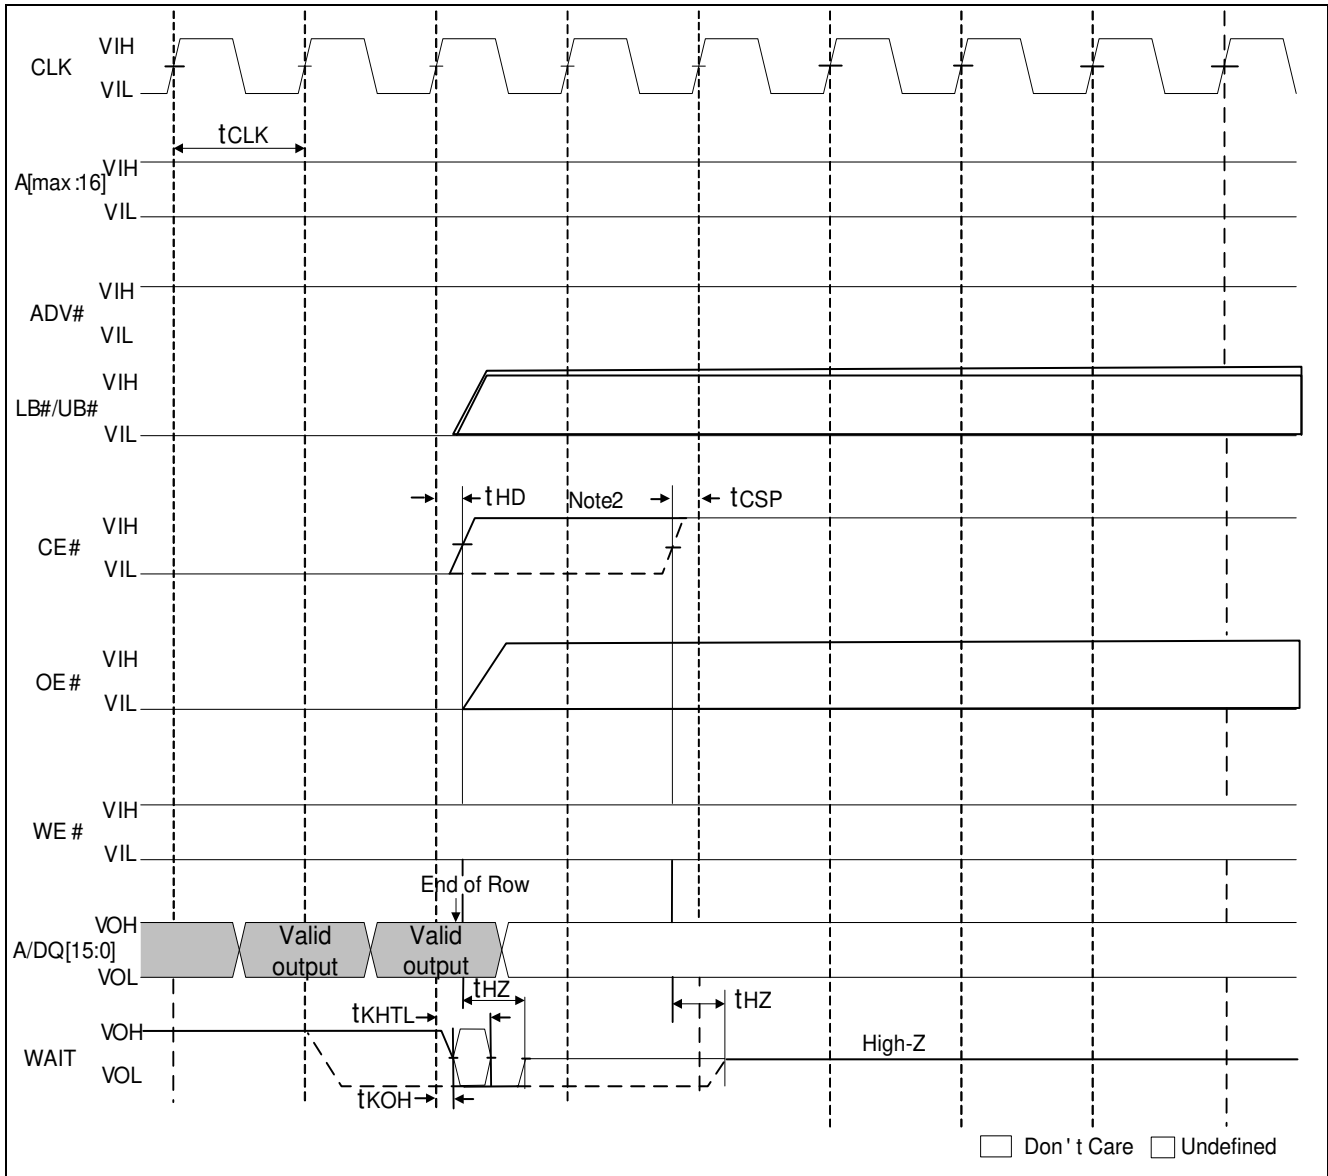 VIH
CLK
VIL
tCLK
VIH
A[max:16]
VIL
VIH
ADV#
VIL
VIH
LB#/UB#
VIL
tHD
Note2
tCSP
VIH
CE#
VIL
VIH
OE#
VIL
VIH
WE#
VIL
End of Row
VOH
A/DQ[15:0]
VOL
Valid
output
Valid
output
tHZ
tHZ
tKHTL
VOH
WAIT
VOL
High-Z
tKOH
Don't Care
Undefined